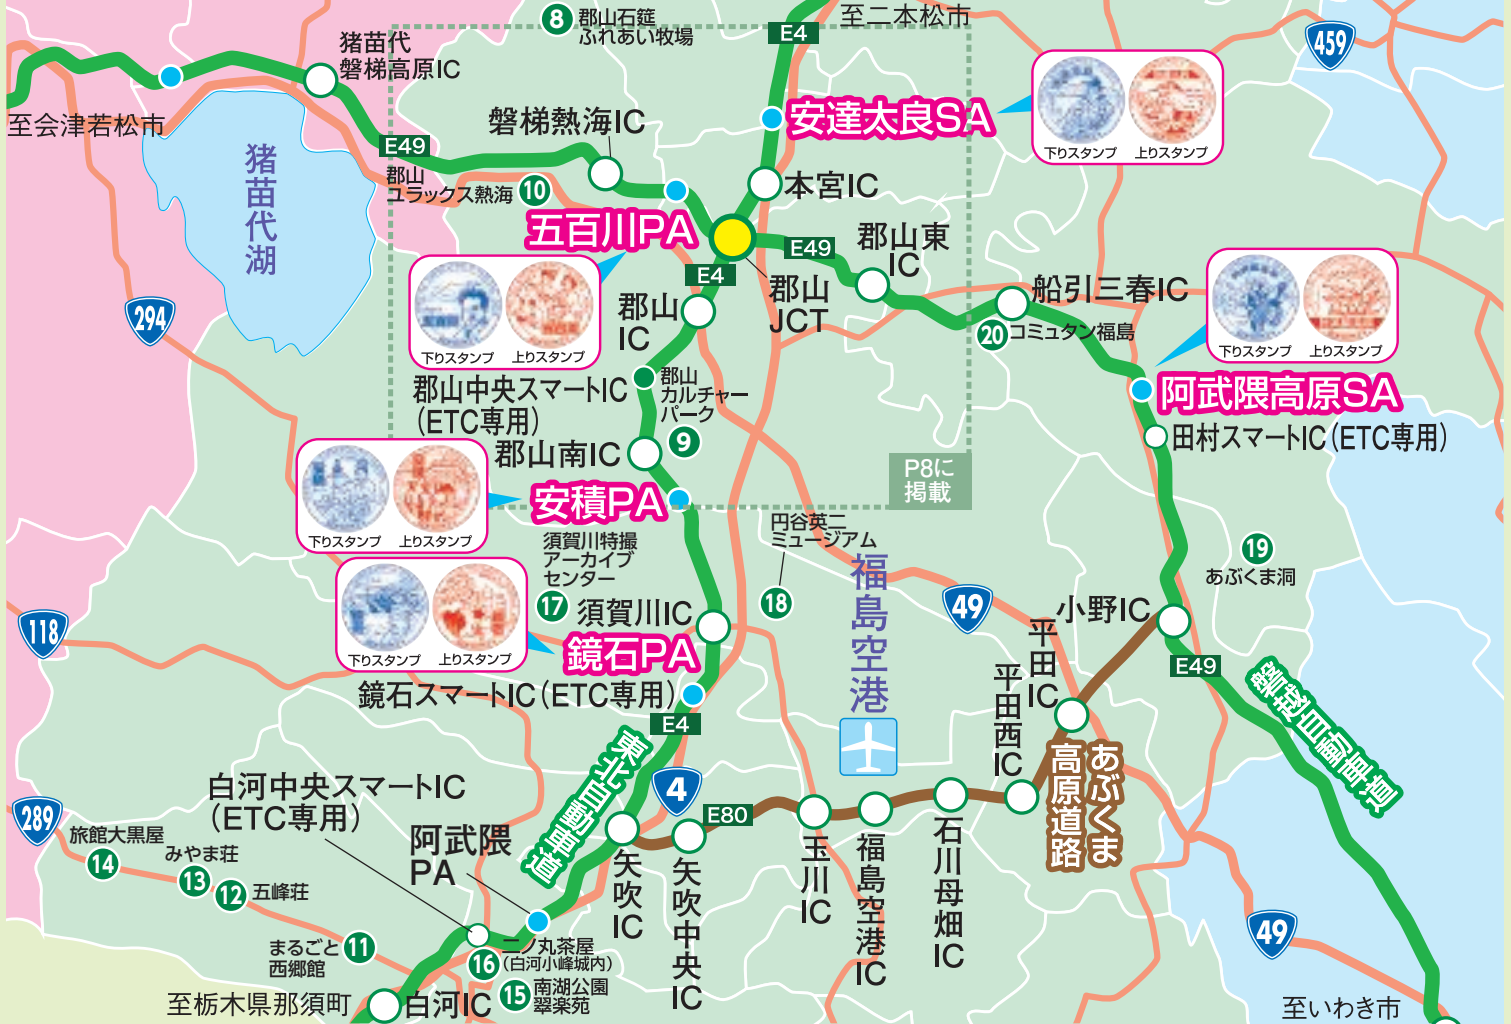 至二本松市
8
郡山石筵
ふれあい牧場
E4
459
猪苗代
磐梯高原IC
至会津若松市
磐梯熱海IC
安達太良SA
下りスタンプ
上りスタンプ
E49
猪苗代湖
郡山
ユラックス熱海
10
本宮IC
五百川PA
E49
郡山東
IC
E4
下りスタンプ
上りスタンプ
郡山
IC
郡山
JCT
船引三春IC
20
コミュタン福島
下りスタンプ
上りスタンプ
294
郡山中央スマートIC
(ETC専用)
郡山
カルチャー
パーク
9
阿武隈高原SA
田村スマートIC(ETC専用)
郡山南IC
P8に
掲載
下りスタンプ
上りスタンプ
安積PA
須賀川特撮
アーカイブ
センター
17
円谷英二
ミュージアム
18
福島空港
19
あぶくま洞
49
下りスタンプ
上りスタンプ
須賀川IC
鏡石PA
118
小野IC
平田IC
平田西IC
E49
磐越自動車道
鏡石スマートIC(ETC専用)
E4
東北自動車道
4
E80
あぶくま
高原道路
白河中央スマートIC
(ETC専用)
阿武隈
PA
289
旅館大黒屋
14
みやま荘
13
12
五峰荘
矢吹IC
矢吹中央IC
玉川IC
福島空港IC
石川母畑IC
まるごと
西郷館
11
二ノ丸茶屋
(白河小峰城内)
16
15
南湖公園
翠楽苑
49
至栃木県那須町
白河IC
至いわき市